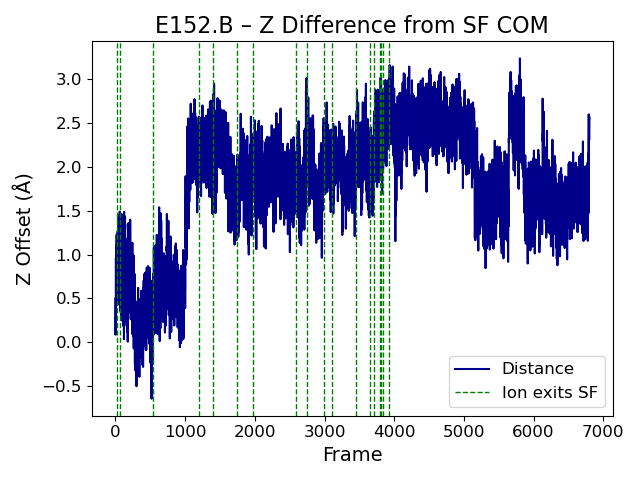 E152.B – Z Difference from SF COM
Z Offset (Å)
3.0
2.5
2.0
1.5
1.0
0.5
0.0
−0.5
0 1000 2000 3000 4000 5000 6000 7000
Frame
Distance
Ion exits SF